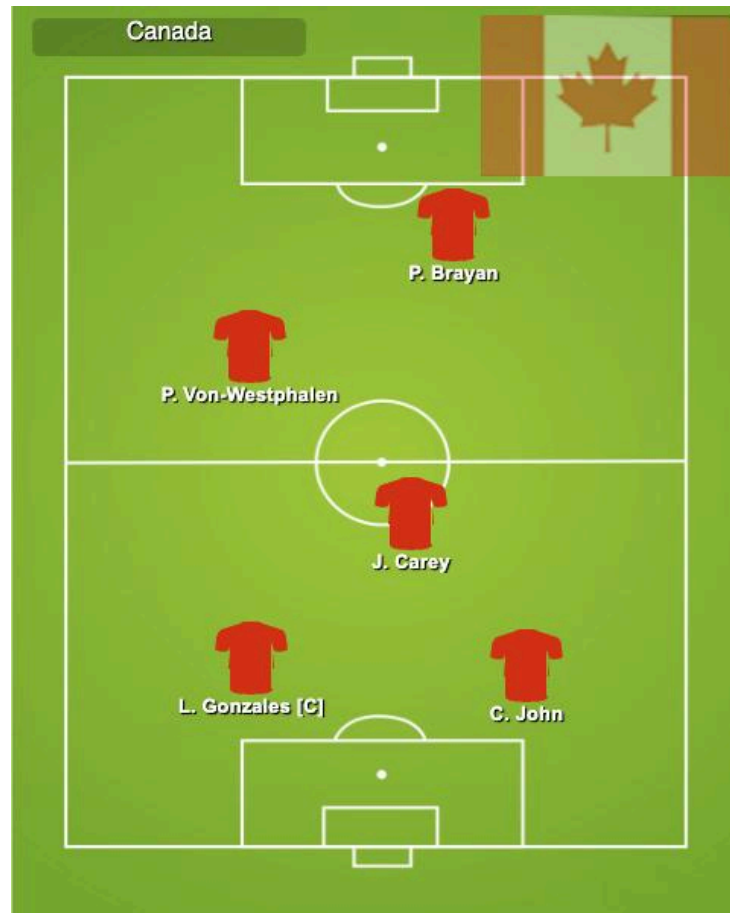 Canada
P. Brayan
P. Von-Westphalen
J. Carey
L. Gonzales [C]
C. John